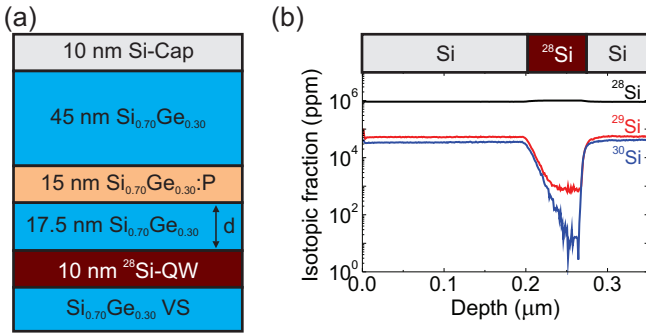 (a)
10 nm Si-Cap
45 nm Si0.70Ge0.30
15 nm Si0.70Ge0.30:P
17.5 nm Si0.70Ge0.30
d
10 nm 28Si-QW
Si0.70Ge0.30 VS
(b)
Si 28Si Si
Isotopic fraction (ppm)
10^6
10^4
10^2
10^0
28Si
29Si
30Si
0.0 0.1 0.2 0.3
Depth (μm)